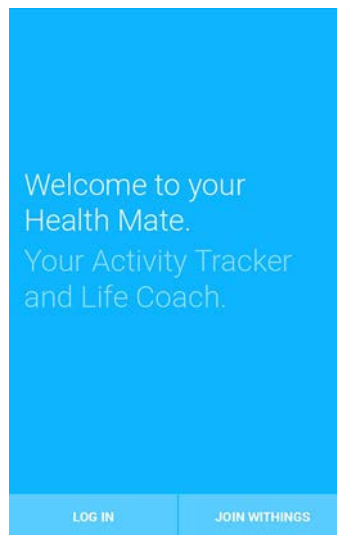 Welcome to your
Health Mate.
Your Activity Tracker
and Life Coach.
LOG IN
JOIN WITHINGS